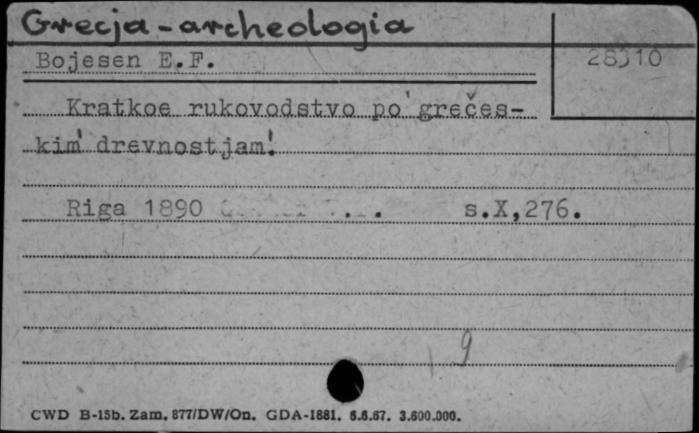 Grecja - archeologia
Bojesen E.F.
28310
Kratkoe rukovodstvo po' grečes-
kim' drevnostjam!
Riga 1890 . . s.X,276.
9
CWD B-15b. Zam. 877/DW/On. GDA-1881. 6.6.67. 3.600.000.